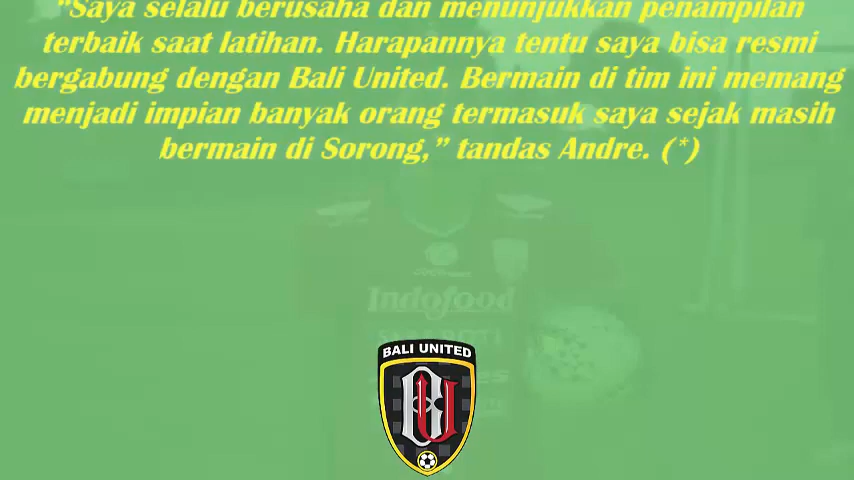 "Saya selalu berusaha dan menunjukkan penampilan
terbaik saat latihan. Harapannya tentu saya bisa resmi
bergabung dengan Bali United. Bermain di tim ini memang
menjadi impian banyak orang termasuk saya sejak masih
bermain di Sorong,” tandas Andre. (*)
Indofood
BALI UNITED